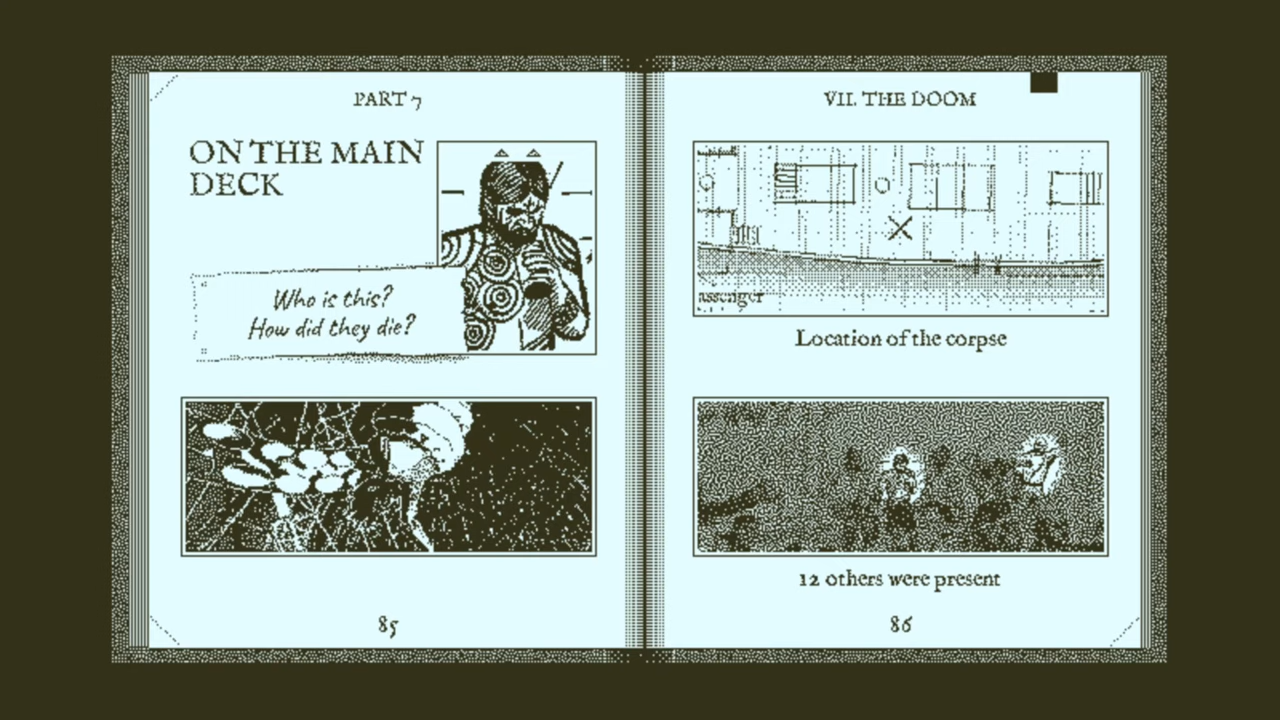 PART 7
ON THE MAIN
DECK
Who is this?
How did they die?
85
VII. THE DOOM
assenger
Location of the corpse
12 others were present
86